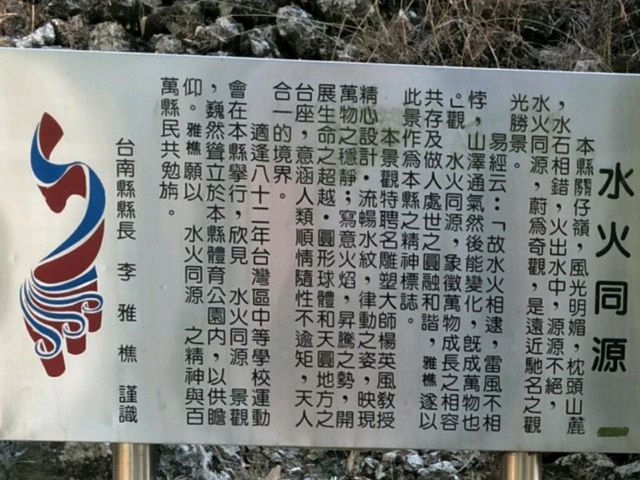 水火同源
本縣關仔嶺，風光明媚，枕頭山麓
，水石相錯，火出水中，源源不絕，
水火同源，蔚為奇觀，是遠近馳名之觀
光勝景。
易經云：「故水火相逮，雷風不相
悖，山澤通氣然後能變化，既成萬物也
。」觀 水火同源，象徵萬物成長之相容
共存及做人處世之圓融和諧，雅樵遂以
此景作為本縣之精神標誌。
本景觀特聘名雕塑大師楊英風教授
精心設計，流暢水紋，律動之姿，映現
萬物之穩靜；寫意火焰，昇騰之勢，開
展生命之超越，圓形球體和天圓地方之
台座，意涵人類順情隨性不逾矩，天人
合一的境界。
適逢八十二年台灣區中等學校運動
會在本縣舉行，欣見 水火同源 景觀
，巍然聳立於本縣體育公園內，以供瞻
仰。雅樵願以 水火同源 之精神與百
萬縣民共勉旃。
台南縣縣長 李雅樵 謹識